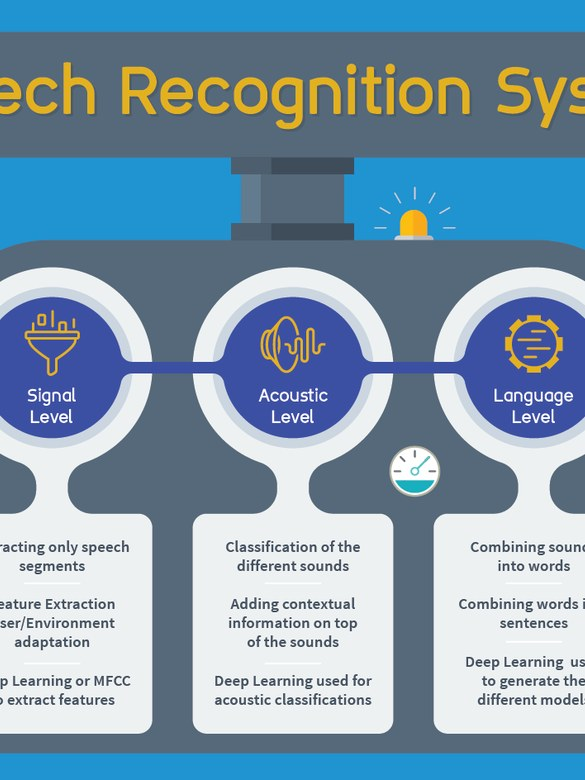 ech Recognition Sys
Signal
Level
Acoustic
Level
Language
Level
racting only speech
segments
eature Extraction
ser/Environment
adaptation
p Learning or MFCC
o extract features
Classification of the
different sounds
Adding contextual
information on top
of the sounds
Deep Learning used for
acoustic classifications
Combining soun
into words
Combining words i
sentences
Deep Learning us
to generate the
different model